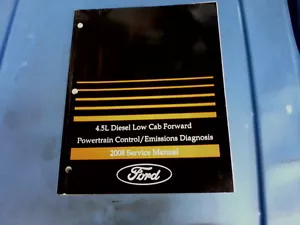 4.5L Diesel Low Cab Forward
Powertrain Control/Emissions Diagnosis
2008 Service Manual
Ford